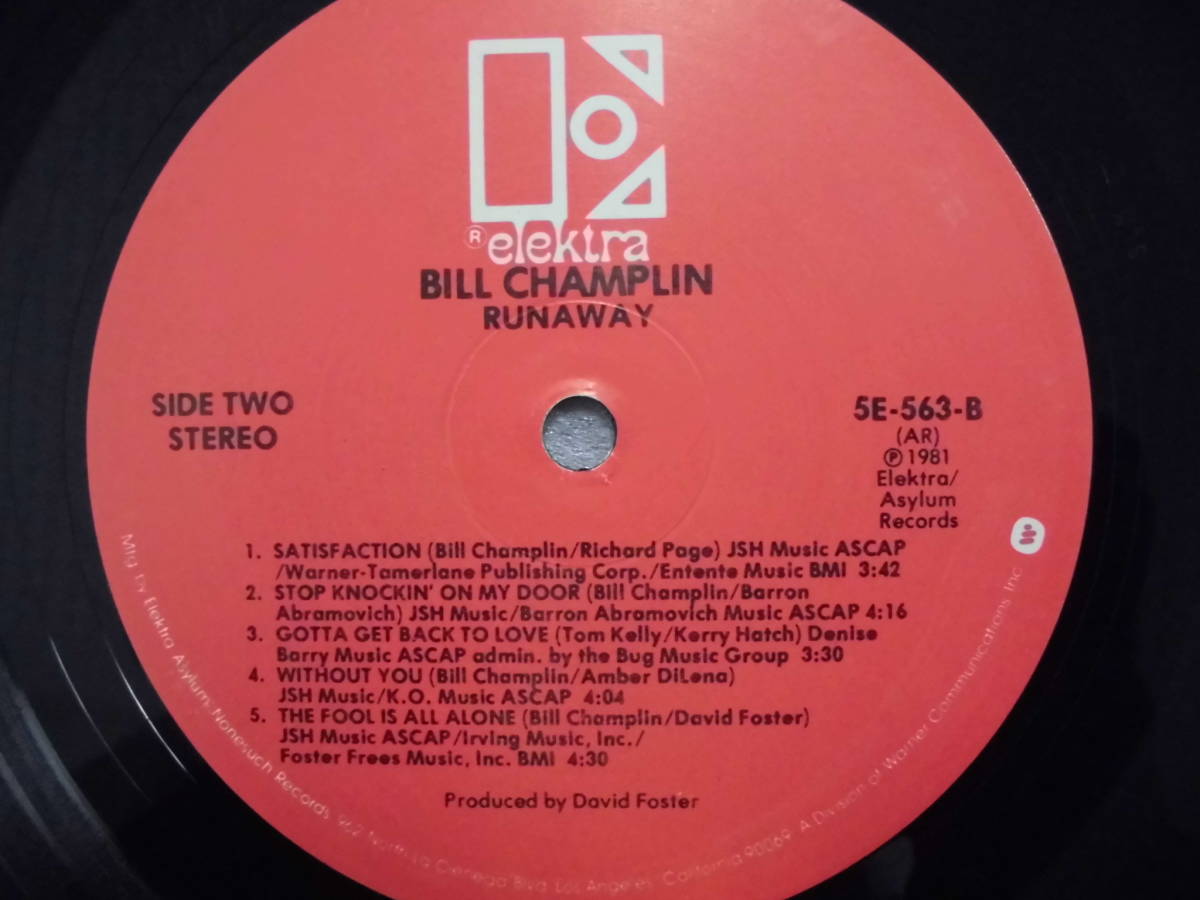 ® elektra
BILL CHAMPLIN
RUNAWAY
SIDE TWO
STEREO
5E-563-B
(AR)
℗ 1981
Elektra/
Asylum
Records
1. SATISFACTION (Bill Champlin/Richard Page) JSH Music ASCAP
/Warner-Tamerlane Publishing Corp./Entente Music BMI 3:42
2. STOP KNOCKIN' ON MY DOOR (Bill Champlin/Barron
Abramovich) JSH Music/Barron Abramovich Music ASCAP 4:16
3. GOTTA GET BACK TO LOVE (Tom Kelly/Kerry Hatch) Denise
Barry Music ASCAP admin. by the Bug Music Group 3:30
4. WITHOUT YOU (Bill Champlin/Amber DiLena)
JSH Music/K.O. Music ASCAP 4:04
5. THE FOOL IS ALL ALONE (Bill Champlin/David Foster)
JSH Music ASCAP/Irving Music, Inc./
Foster Frees Music, Inc. BMI 4:30
Produced by David Foster
Mfg by Elektra Asylum Nonesuch Records 962 North La Cienega Blvd. Los Angeles, California 90069 A Division of Warner Communications Inc